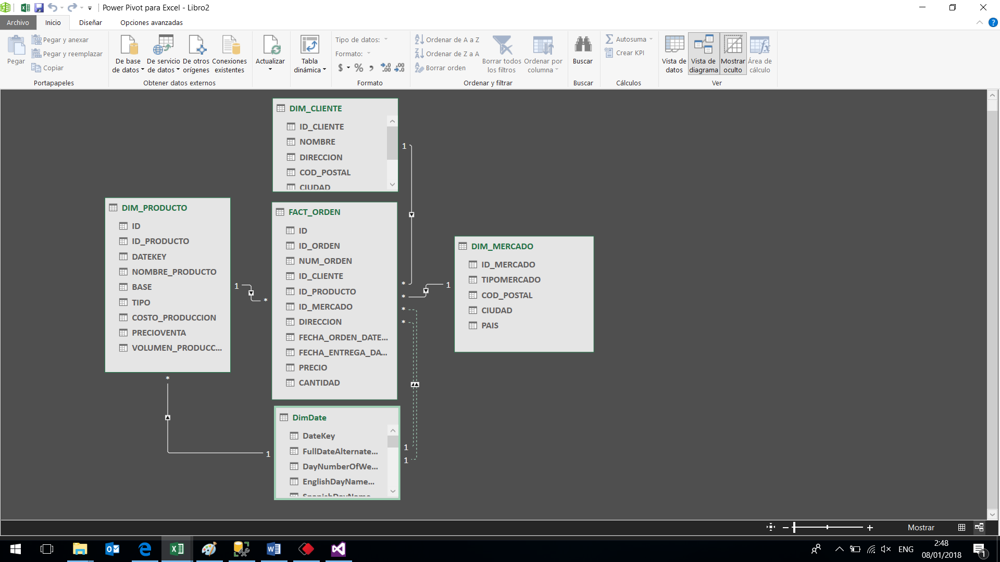 Power Pivot para Excel - Libro2
Archivo
Inicio
Diseñar
Opciones avanzadas
Pegar
Pegar y anexar
Pegar y reemplazar
Copiar
Portapapeles
De base de datos
De servicio de datos
De otros orígenes
Conexiones existentes
Obtener datos externos
Actualizar
Tabla dinámica
Tipo de datos:
Formato:
$ % , .00 .00
Formato
Ordenar de A a Z
Ordenar de Z a A
Borrar orden
Borrar todos los filtros
Ordenar por columna
Ordenar y filtrar
Buscar
Buscar
Autosuma
Crear KPI
Cálculos
Vista de datos
Vista de diagrama
Mostrar oculto
Área de cálculo
Ver
DIM_CLIENTE
ID_CLIENTE
NOMBRE
DIRECCION
COD_POSTAL
CIUDAD
DIM_PRODUCTO
ID
ID_PRODUCTO
DATEKEY
NOMBRE_PRODUCTO
BASE
TIPO
COSTO_PRODUCCION
PRECIOVENTA
VOLUMEN_PRODUCC...
FACT_ORDEN
ID
ID_ORDEN
NUM_ORDEN
ID_CLIENTE
ID_PRODUCTO
ID_MERCADO
DIRECCION
FECHA_ORDEN_DATE...
FECHA_ENTREGA_DA...
PRECIO
CANTIDAD
DIM_MERCADO
ID_MERCADO
TIPOMERCADO
COD_POSTAL
CIUDAD
PAIS
DimDate
DateKey
FullDateAlternate...
DayNumberOfWe...
EnglishDayName...
SpanishDayName
1
*
1
*
*
1
*
*
*
1
1
1
Mostrar
ENG
2:48
08/01/2018
1